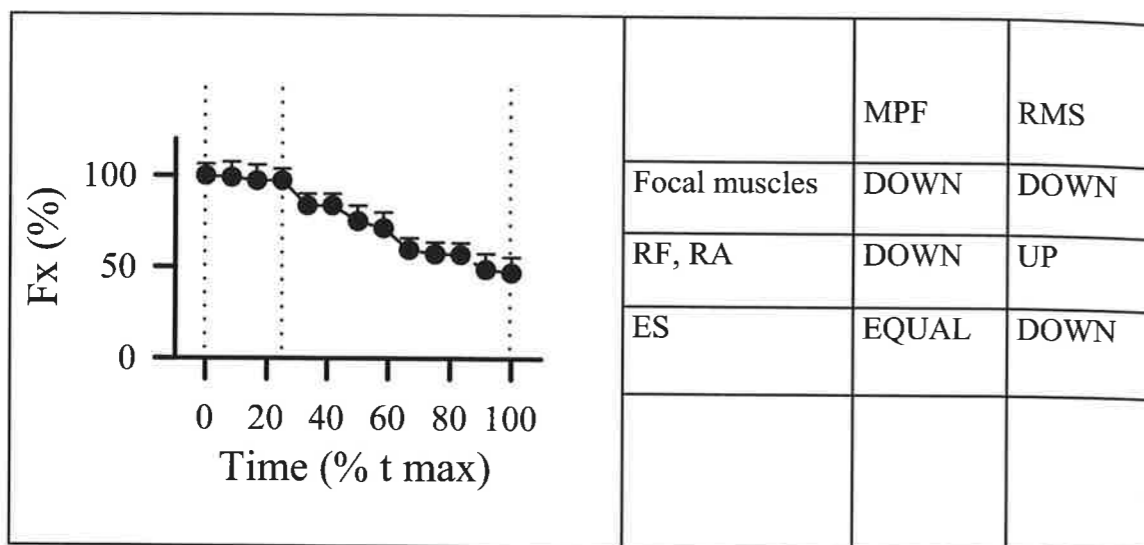 Fx (%)
100
50
0
0 20 40 60 80 100
Time (% t max)
MPF RMS
Focal muscles DOWN DOWN
RF, RA DOWN UP
ES EQUAL DOWN